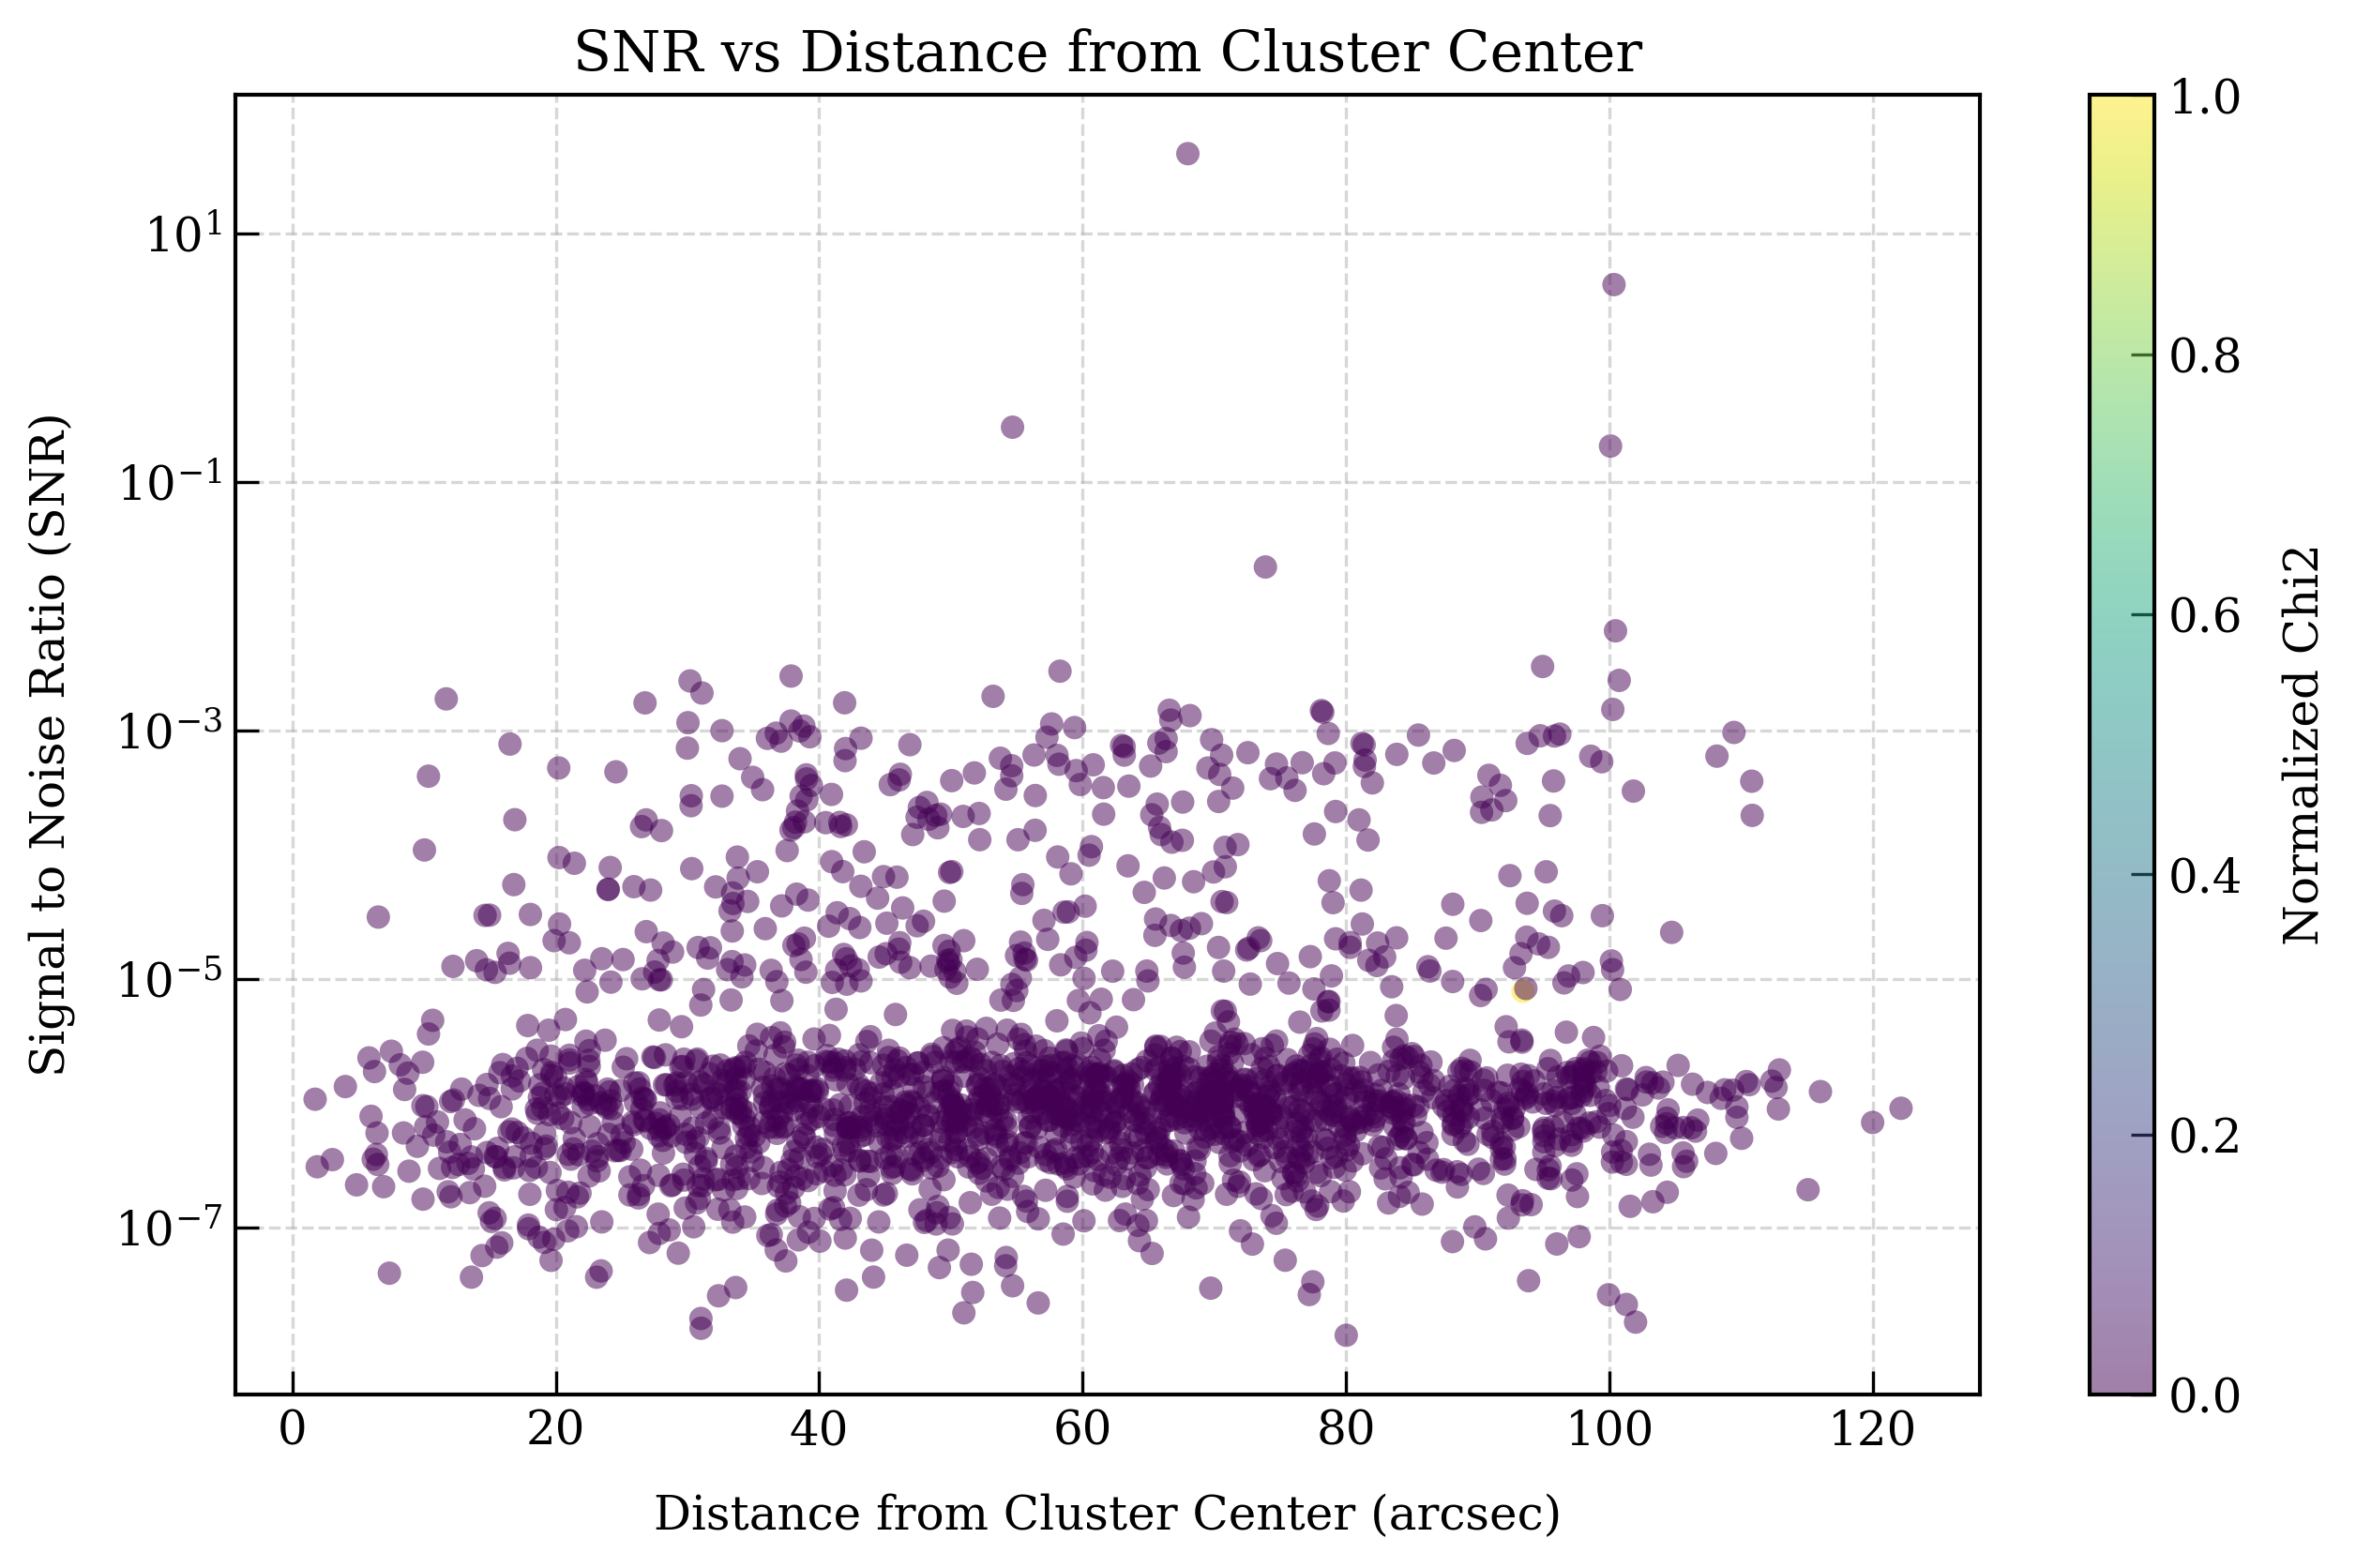 SNR vs Distance from Cluster Center
Signal to Noise Ratio (SNR)
10¹
10⁻¹
10⁻³
10⁻⁵
10⁻⁷
0 20 40 60 80 100 120
Distance from Cluster Center (arcsec)
1.0
0.8
0.6
0.4
0.2
0.0
Normalized Chi2